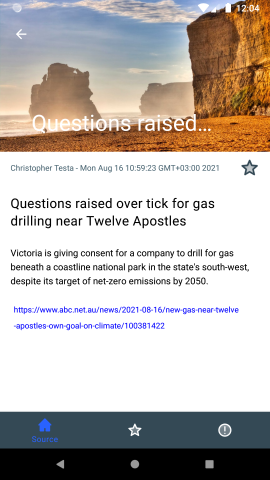 12:04
Questions raised...
Christopher Testa - Mon Aug 16 10:59:23 GMT+03:00 2021
Questions raised over tick for gas
drilling near Twelve Apostles
Victoria is giving consent for a company to drill for gas
beneath a coastline national park in the state's south-west,
despite its target of net-zero emissions by 2050.
https://www.abc.net.au/news/2021-08-16/new-gas-near-twelve
-apostles-own-goal-on-climate/100381422
Source